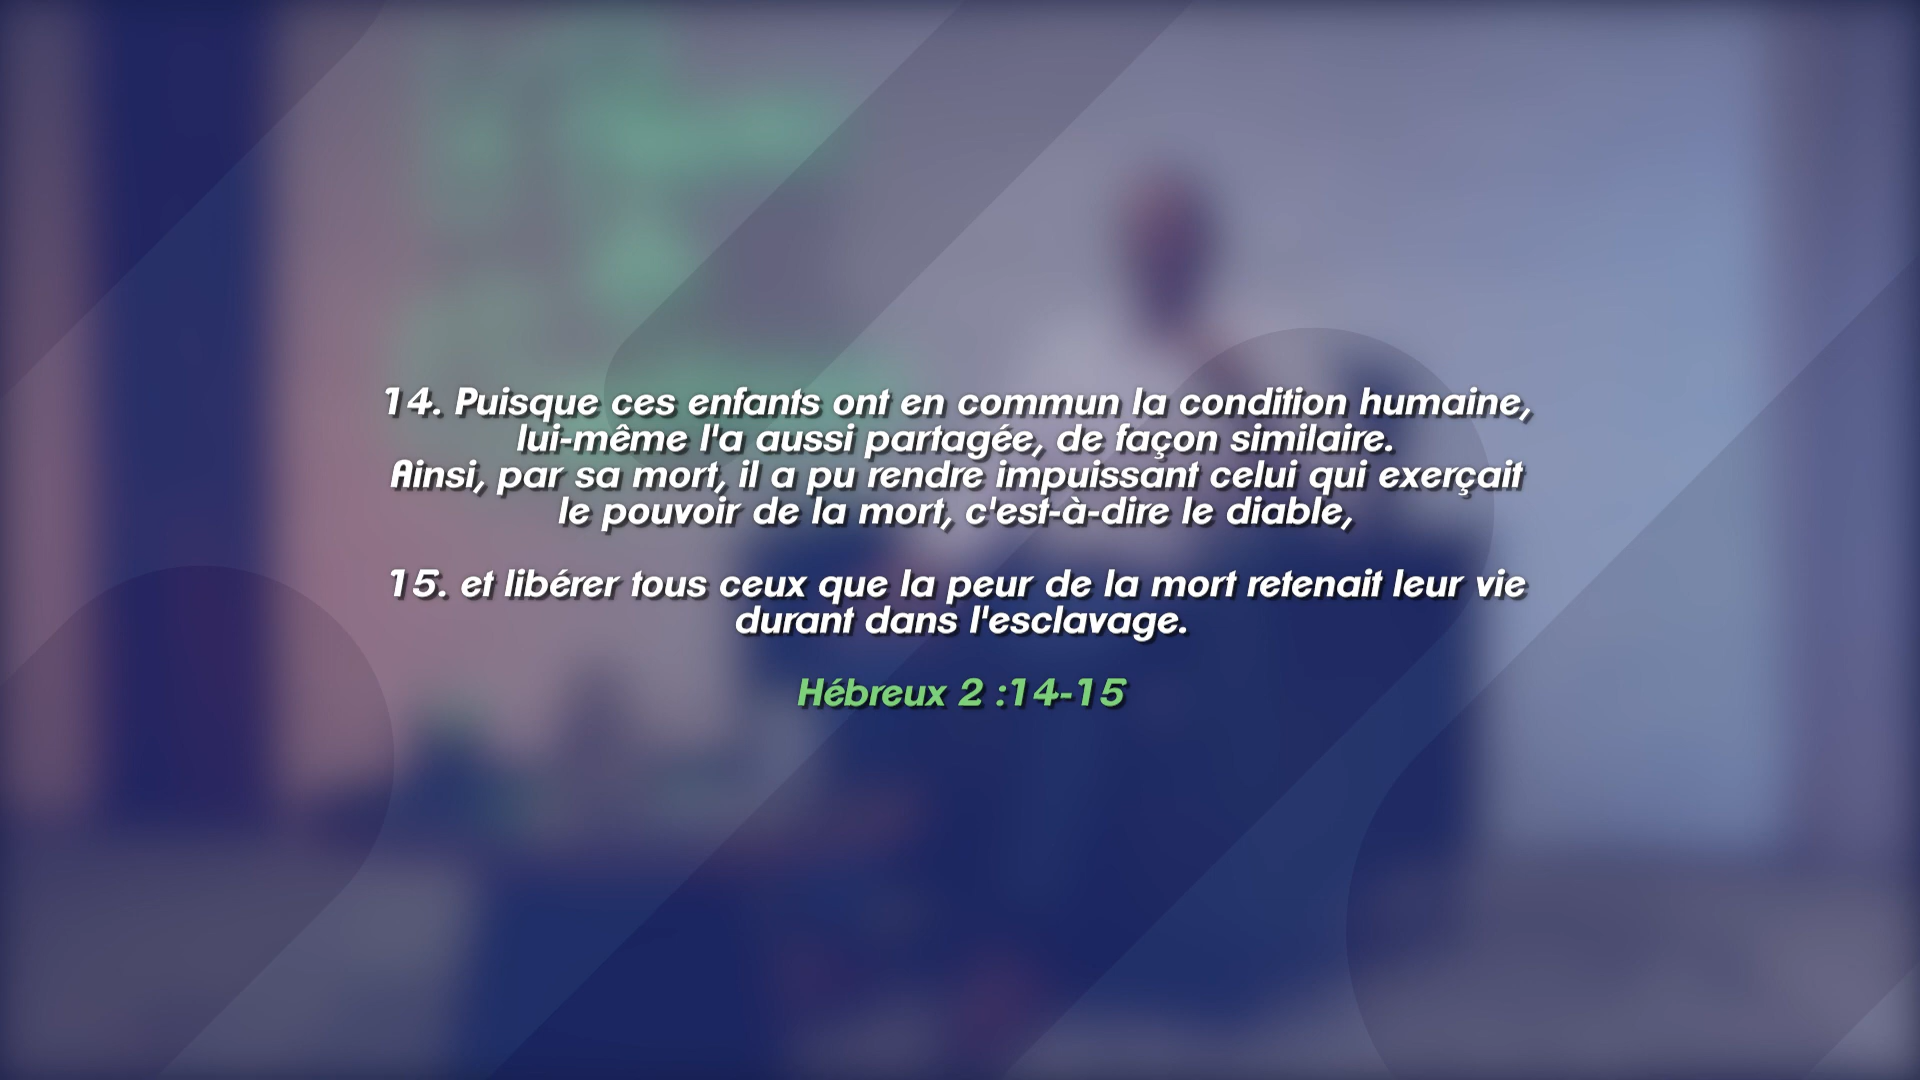 14. Puisque ces enfants ont en commun la condition humaine,
lui-même l'a aussi partagée, de façon similaire.
Ainsi, par sa mort, il a pu rendre impuissant celui qui exerçait
le pouvoir de la mort, c'est-à-dire le diable,
15. et libérer tous ceux que la peur de la mort retenait leur vie
durant dans l'esclavage.
Hébreux 2 :14-15